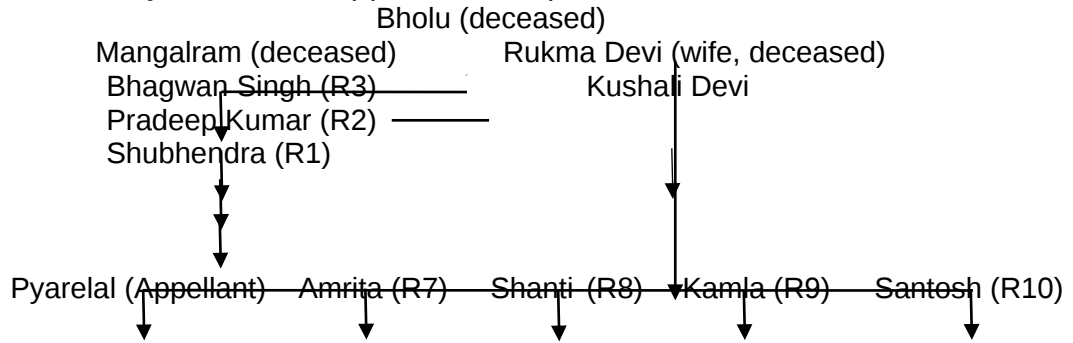 Bholu (deceased)
Mangalram (deceased) Rukma Devi (wife, deceased)
Bhagwan Singh (R3) Kushali Devi
Pradeep Kumar (R2)
Shubhendra (R1)
Pyarelal (Appellant) Amrita (R7) Shanti (R8) Kamla (R9) Santosh (R10)